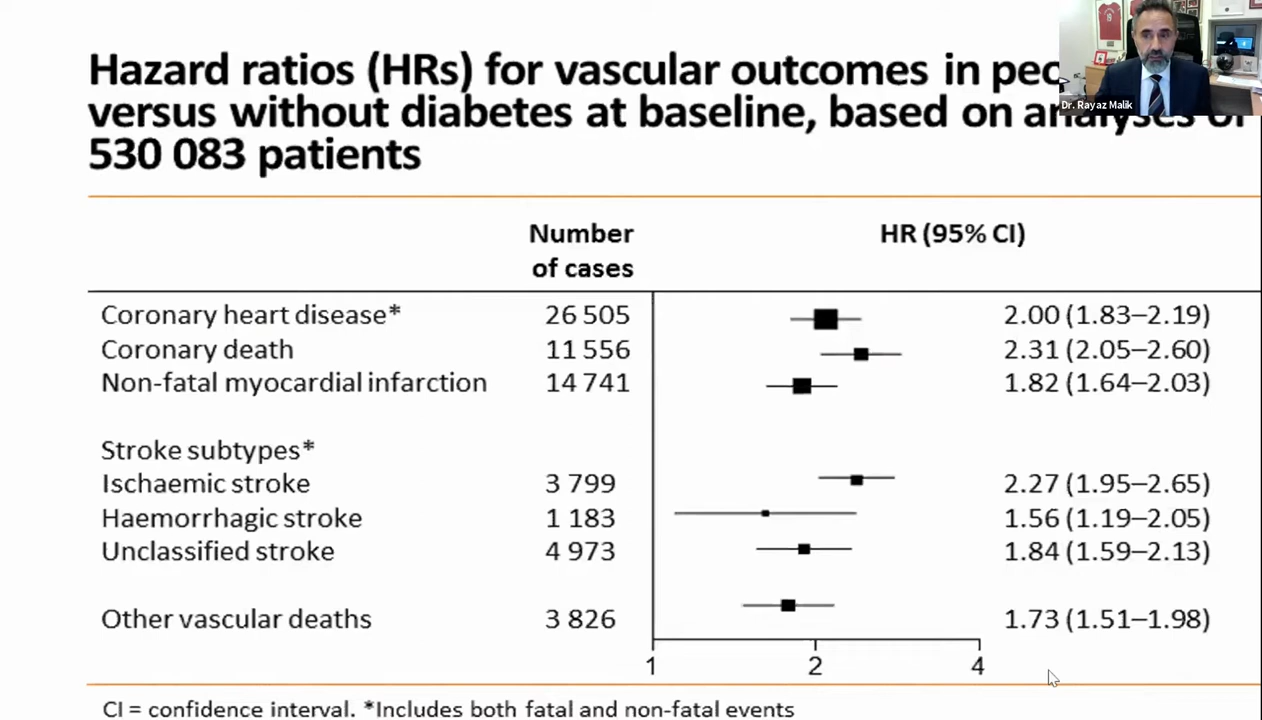 Hazard ratios (HRs) for vascular outcomes in
versus without diabetes at baseline, based on analyses of
530 083 patients
Dr. Rayaz Malik
Number
of cases
HR (95% CI)
Coronary heart disease* 26 505 2.00 (1.83–2.19)
Coronary death 11 556 2.31 (2.05–2.60)
Non-fatal myocardial infarction 14 741 1.82 (1.64–2.03)
Stroke subtypes*
Ischaemic stroke 3 799 2.27 (1.95–2.65)
Haemorrhagic stroke 1 183 1.56 (1.19–2.05)
Unclassified stroke 4 973 1.84 (1.59–2.13)
Other vascular deaths 3 826 1.73 (1.51–1.98)
1 2 4
CI = confidence interval. *Includes both fatal and non-fatal events